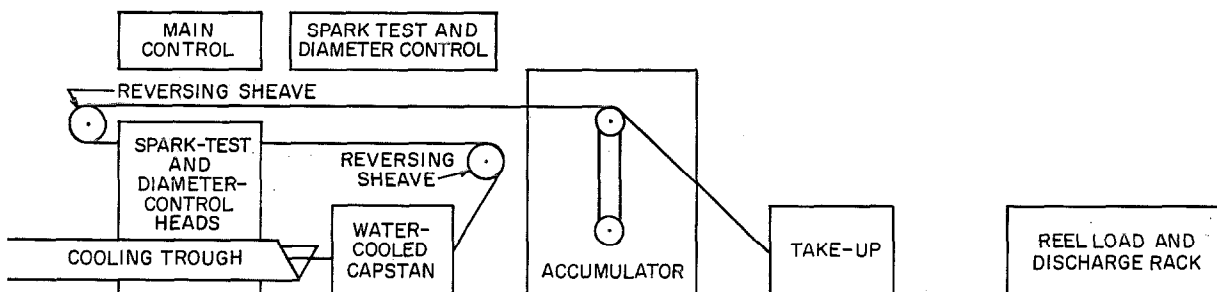 MAIN
CONTROL
SPARK TEST AND
DIAMETER CONTROL
REVERSING SHEAVE
SPARK-TEST
AND
DIAMETER-
CONTROL
HEADS
REVERSING
SHEAVE
COOLING TROUGH
WATER-
COOLED
CAPSTAN
ACCUMULATOR
TAKE-UP
REEL LOAD AND
DISCHARGE RACK